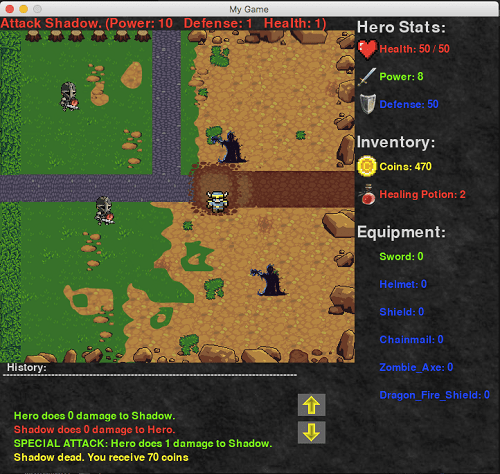 My Game
Attack Shadow. (Power: 10 Defense: 1 Health: 1)
Hero Stats:
Health: 50 / 50
Power: 8
Defense: 50
Inventory:
Coins: 470
Healing Potion: 2
Equipment:
Sword: 0
Helmet: 0
Shield: 0
Chainmail: 0
Zombie_Axe: 0
Dragon_Fire_Shield: 0
History:
Hero does 0 damage to Shadow.
Shadow does 0 damage to Hero.
SPECIAL ATTACK: Hero does 1 damage to Shadow.
Shadow dead. You receive 70 coins